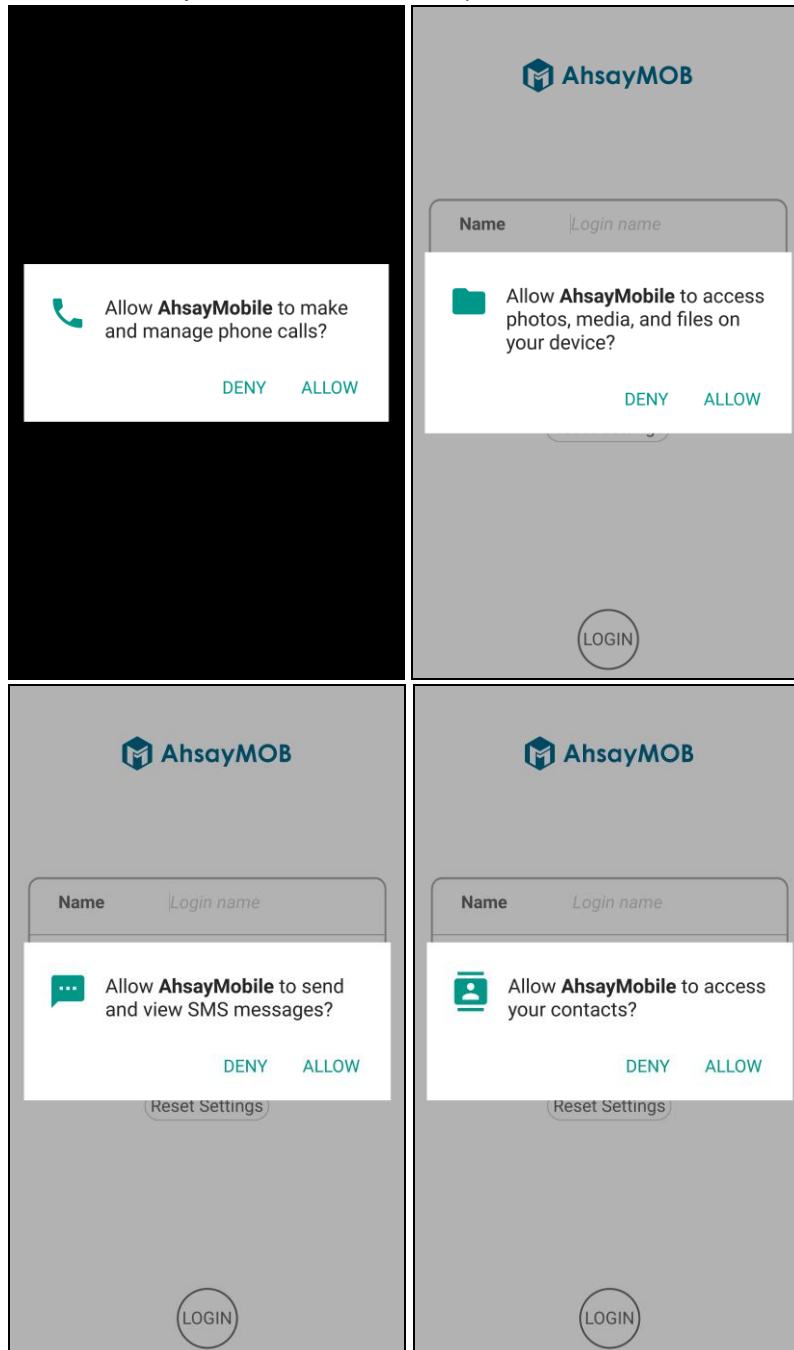 Allow AhsayMobile to make
and manage phone calls?
DENY ALLOW
AhsayMOB
Name Login name
Allow AhsayMobile to access
photos, media, and files on
your device?
DENY ALLOW
LOGIN
AhsayMOB
Name Login name
Allow AhsayMobile to send
and view SMS messages?
DENY ALLOW
Reset Settings
LOGIN
AhsayMOB
Name Login name
Allow AhsayMobile to access
your contacts?
DENY ALLOW
Reset Settings
LOGIN